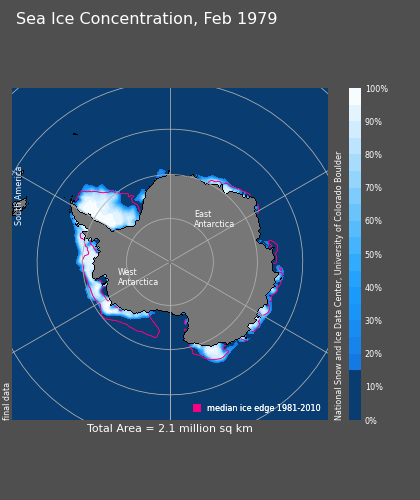 Sea Ice Concentration, Feb 1979
South America
East
Antarctica
West
Antarctica
final data
median ice edge 1981-2010
Total Area = 2.1 million sq km
National Snow and Ice Data Center, University of Colorado Boulder
100%
90%
80%
70%
60%
50%
40%
30%
20%
10%
0%